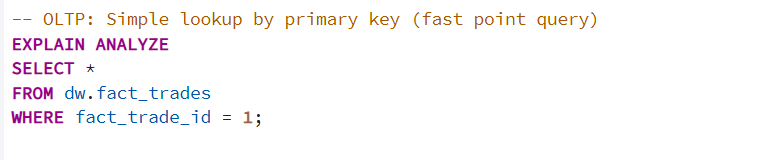 -- OLTP: Simple lookup by primary key (fast point query)
EXPLAIN ANALYZE
SELECT *
FROM dw.fact_trades
WHERE fact_trade_id = 1;